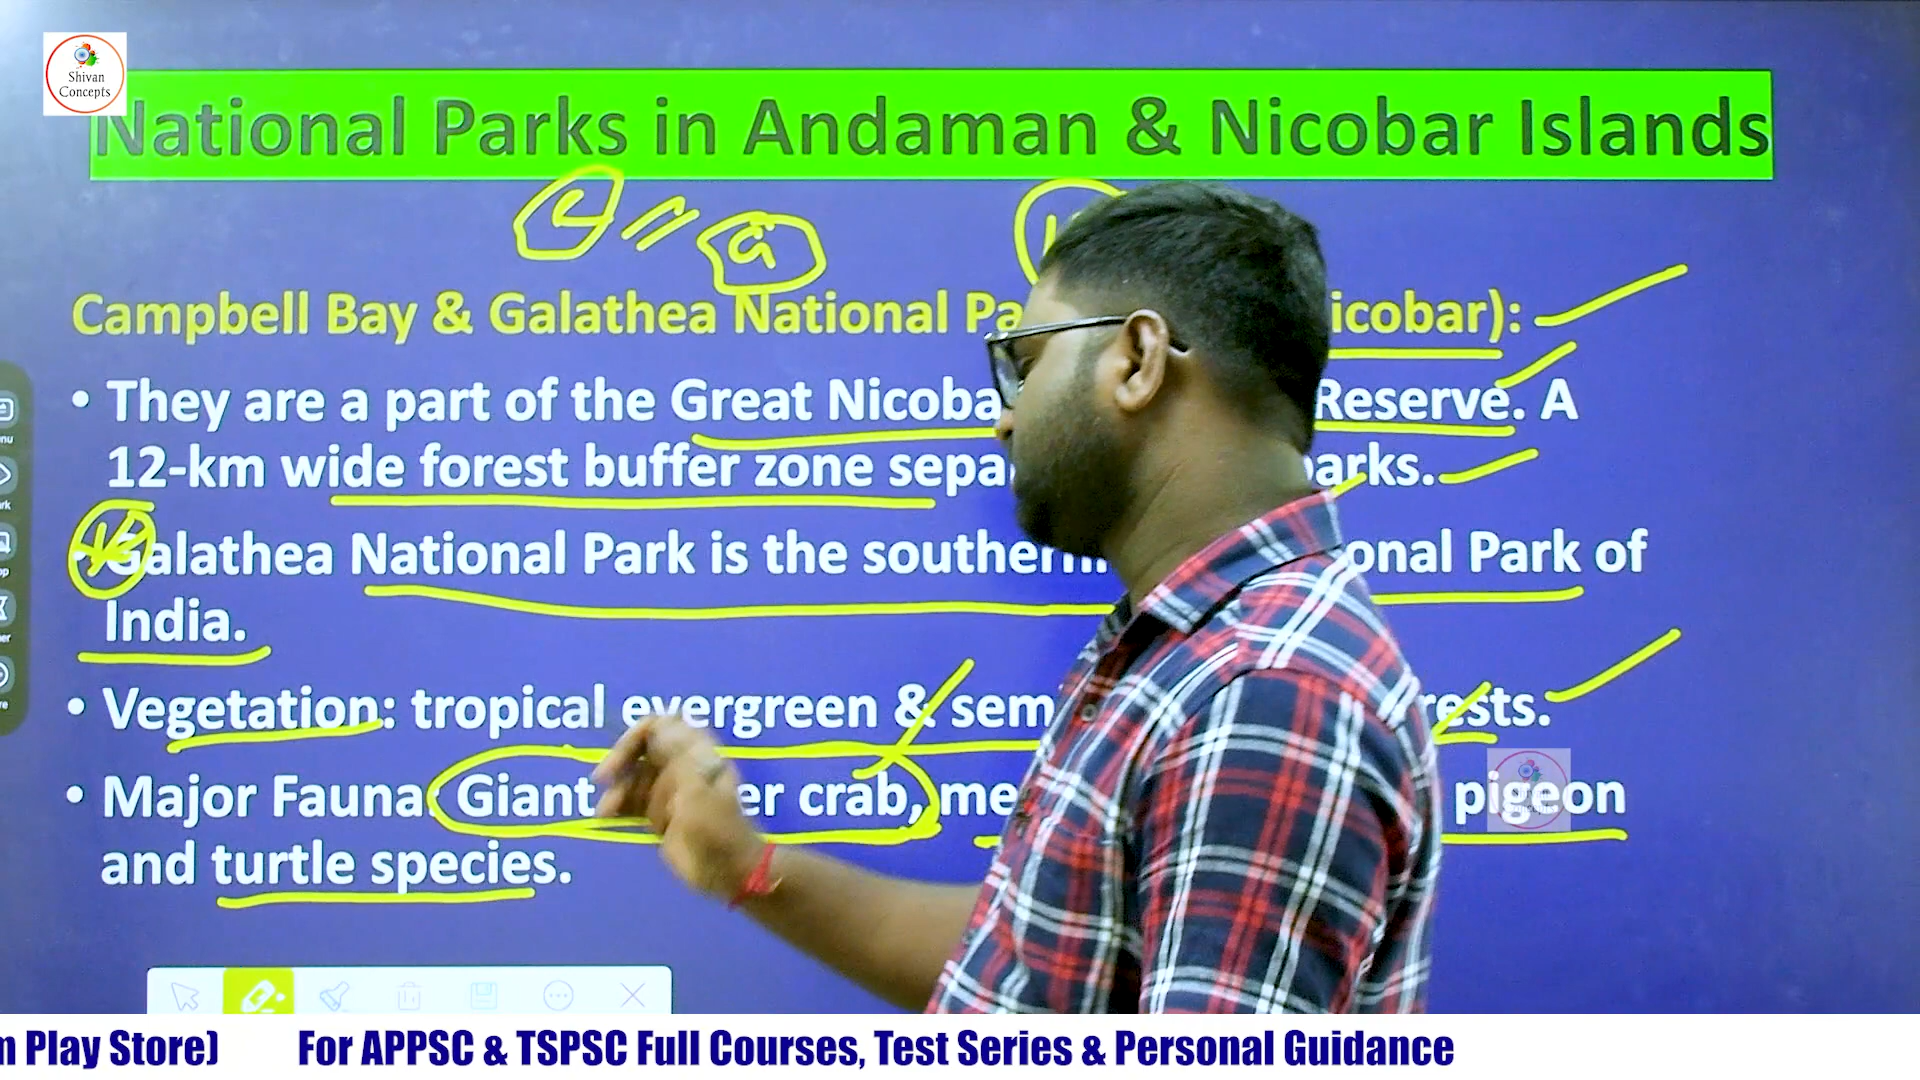 Shivan
Concepts
National Parks in Andaman & Nicobar Islands
C // G
Campbell Bay & Galathea National Pa icobar):
• They are a part of the Great Nicoba Reserve. A
12-km wide forest buffer zone sepa arks.
• Galathea National Park is the southern onal Park of
India.
• Vegetation: tropical evergreen & sem rests.
• Major Fauna: Giant er crab, me pigeon
and turtle species.
m Play Store) For APPSC & TSPSC Full Courses, Test Series & Personal Guidance